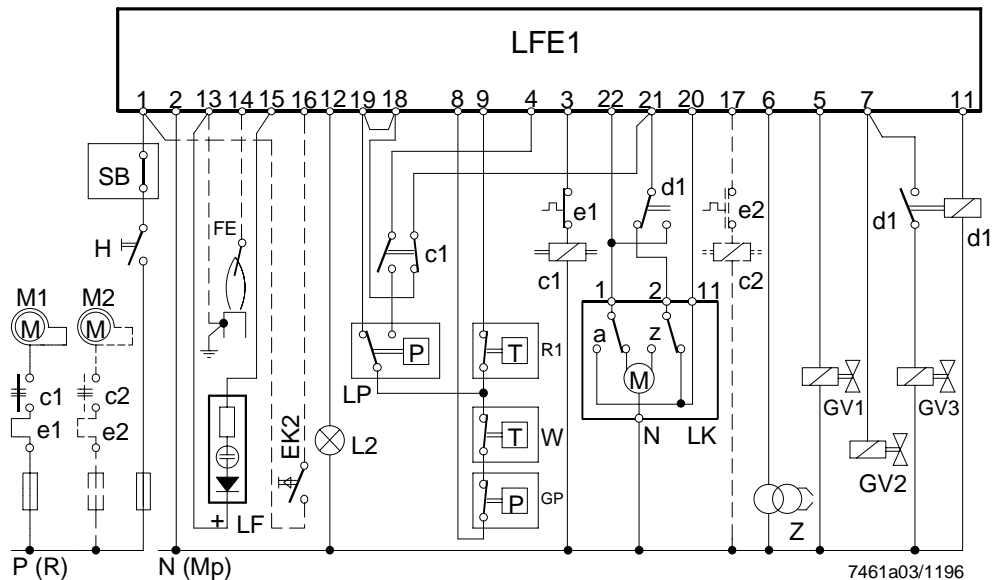 LFE1
1 2 13 14 15 16 12 19 18 8 9 4 3 22 21 20 17 6 5 7 11
SB
H
FE
c1
e1
c1
d1
e2
c2
d1
d1
M1 M2
M M
c1 c2
e1 e2
P
LP
T R1
T W
P GP
1 2 11
a z
M
N LK
EK2
L2
+ LF
GV1
GV3
GV2
Z
P (R) N (Mp)
7461a03/1196